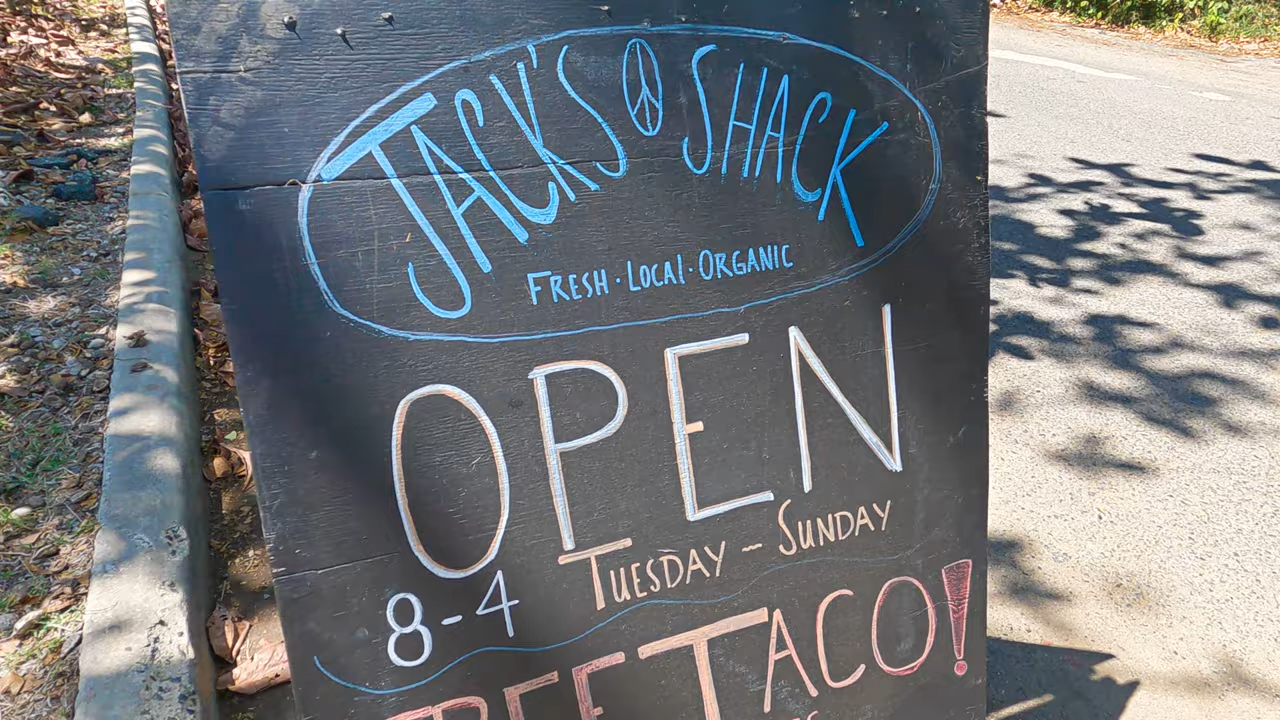 JACK'S SHACK
FRESH · LOCAL · ORGANIC
OPEN
TUESDAY ~ SUNDAY
8-4
TACO!